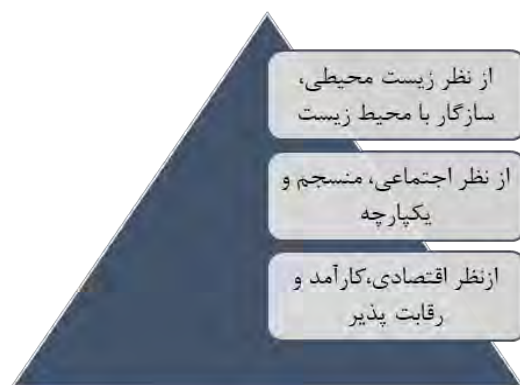 از نظر زیست محیطی،
سازگار با محیط زیست
از نظر اجتماعی، منسجم و
یکپارچه
ازنظر اقتصادی،کارآمد و
رقابت پذیر